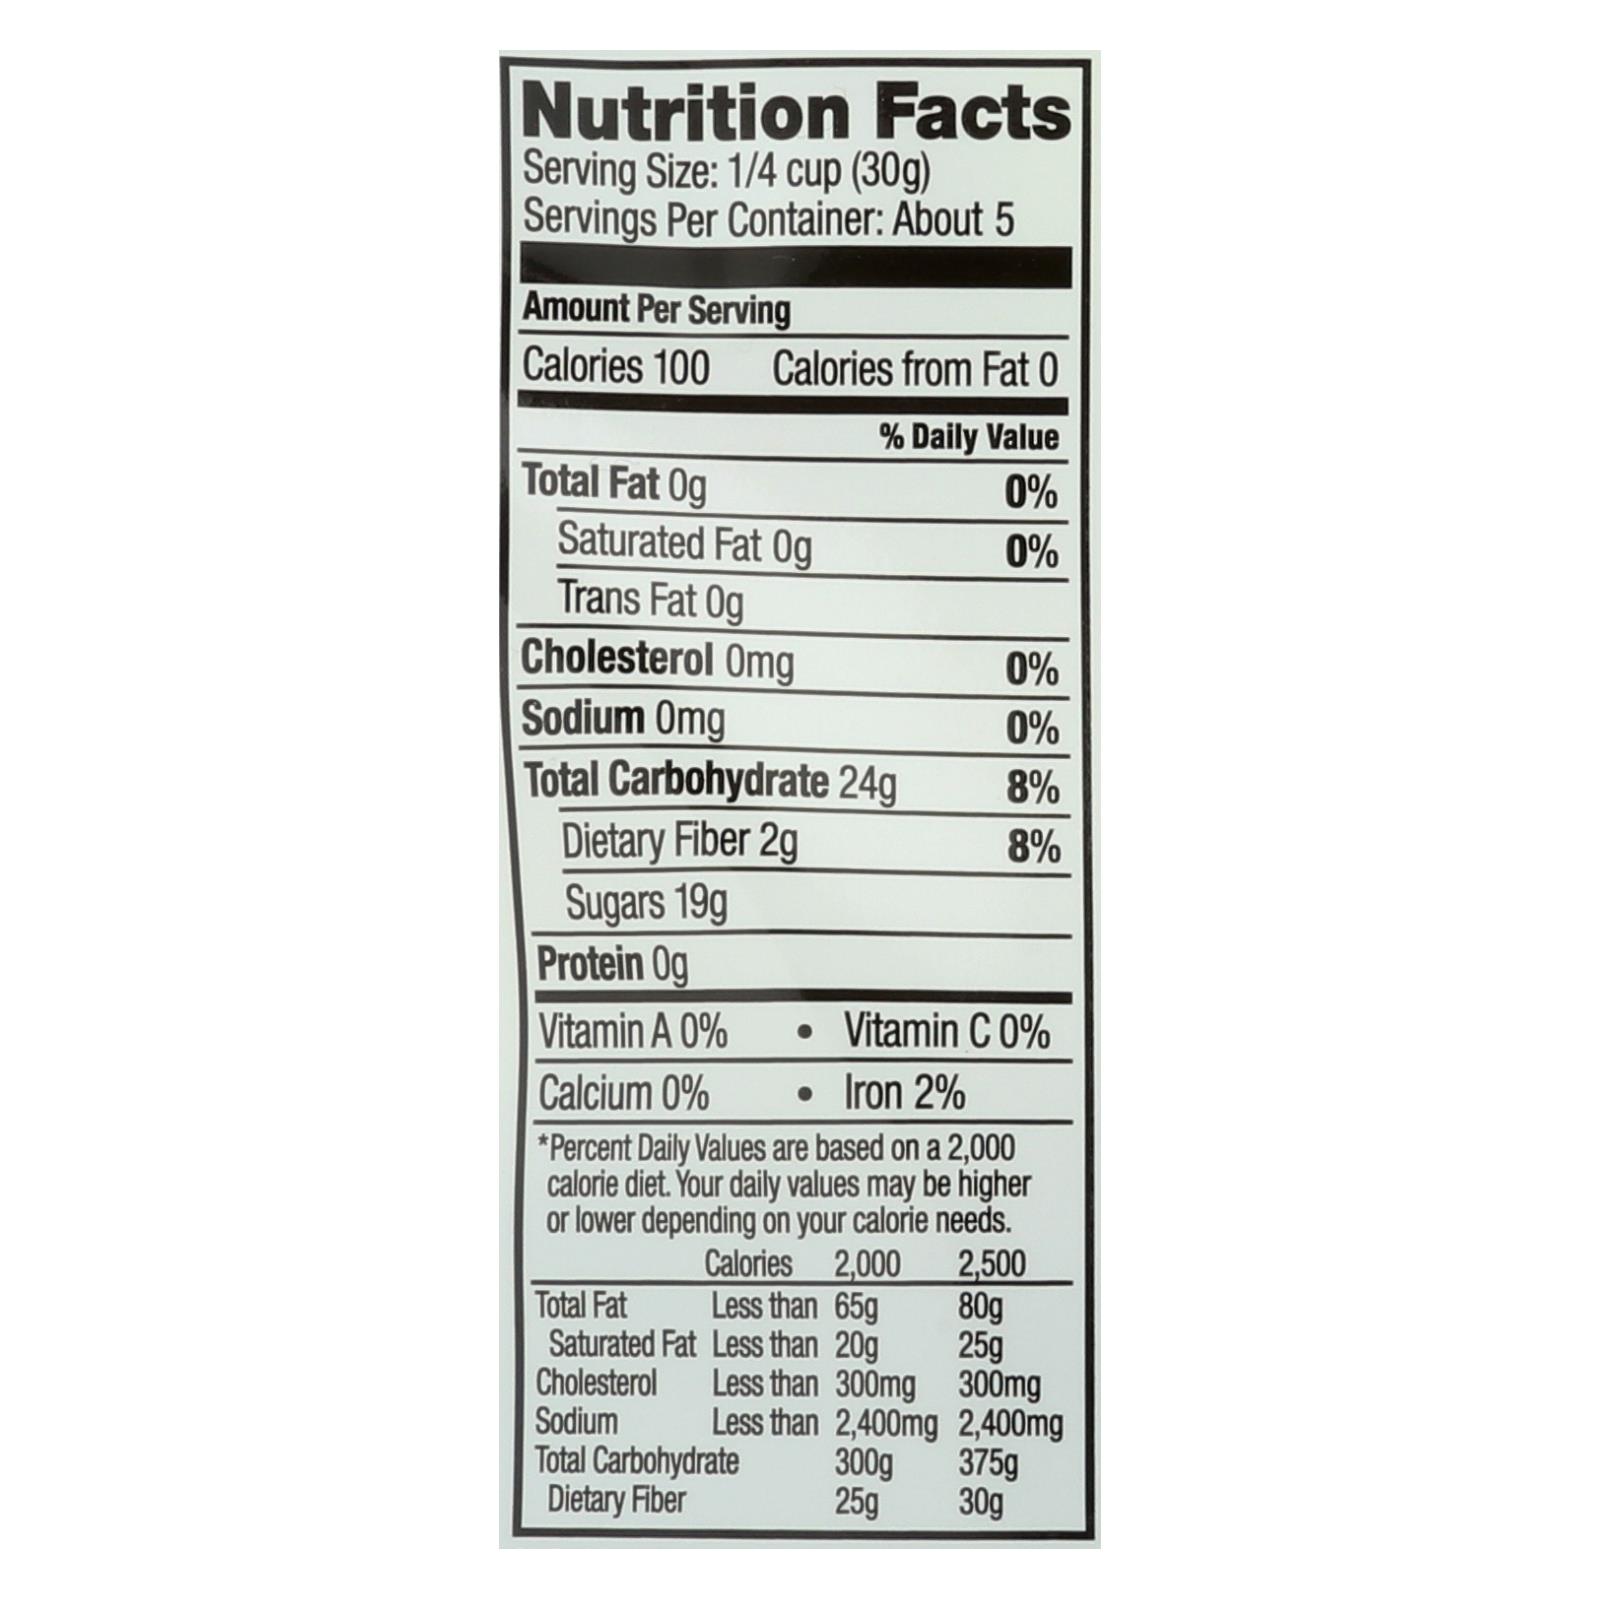 Nutrition Facts
Serving Size: 1/4 cup (30g)
Servings Per Container: About 5
Amount Per Serving
Calories 100 Calories from Fat 0
% Daily Value
Total Fat 0g 0%
Saturated Fat 0g 0%
Trans Fat 0g
Cholesterol 0mg 0%
Sodium 0mg 0%
Total Carbohydrate 24g 8%
Dietary Fiber 2g 8%
Sugars 19g
Protein 0g
Vitamin A 0% • Vitamin C 0%
Calcium 0% • Iron 2%
*Percent Daily Values are based on a 2,000
calorie diet. Your daily values may be higher
or lower depending on your calorie needs.
Calories 2,000 2,500
Total Fat Less than 65g 80g
Saturated Fat Less than 20g 25g
Cholesterol Less than 300mg 300mg
Sodium Less than 2,400mg 2,400mg
Total Carbohydrate 300g 375g
Dietary Fiber 25g 30g